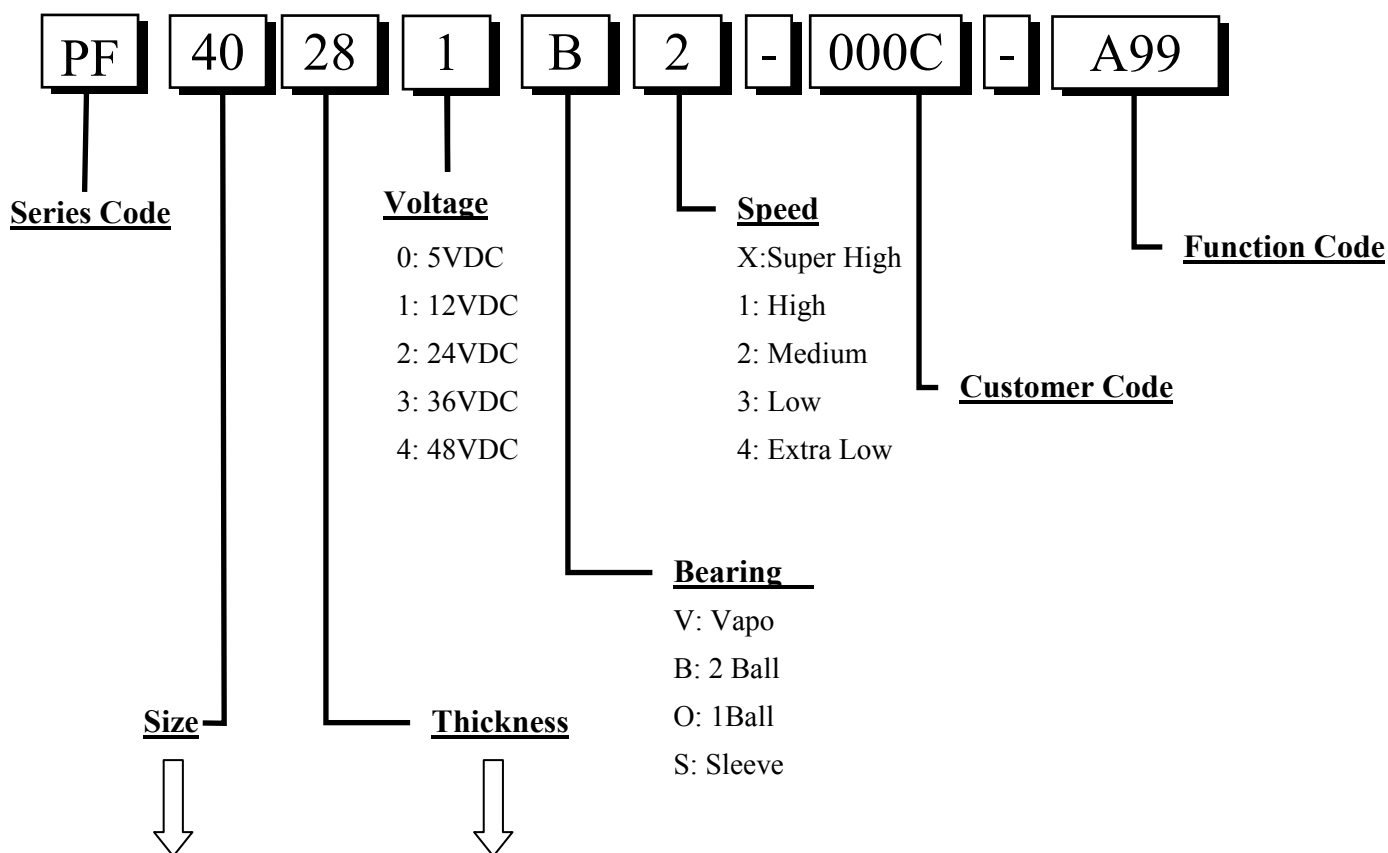 PF 40 28 1 B 2 - 000C - A99
Series Code
Voltage
0: 5VDC
1: 12VDC
2: 24VDC
3: 36VDC
4: 48VDC
Speed
X:Super High
1: High
2: Medium
3: Low
4: Extra Low
Function Code
Customer Code
Bearing
V: Vapo
B: 2 Ball
O: 1Ball
S: Sleeve
Size
Thickness